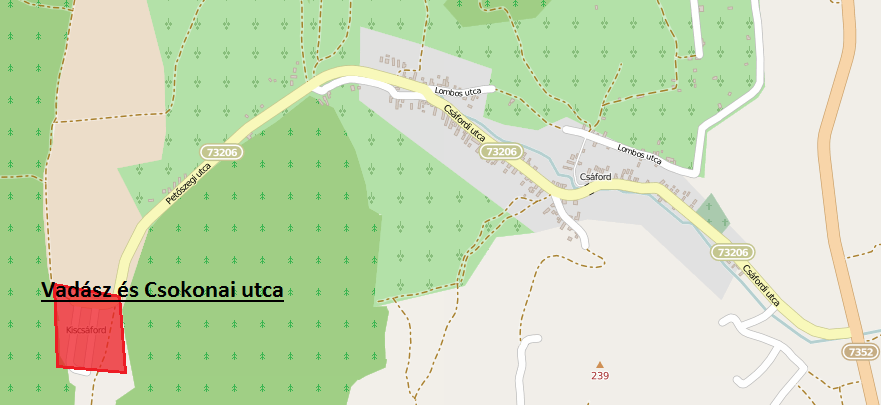 Lombos utca
Csáfordi utca
73206
73206
Lombos utca
Petőszegi utca
Csáford
73206
Csáfordi utca
Vadász és Csokonai utca
Kiscsáford
7352
239